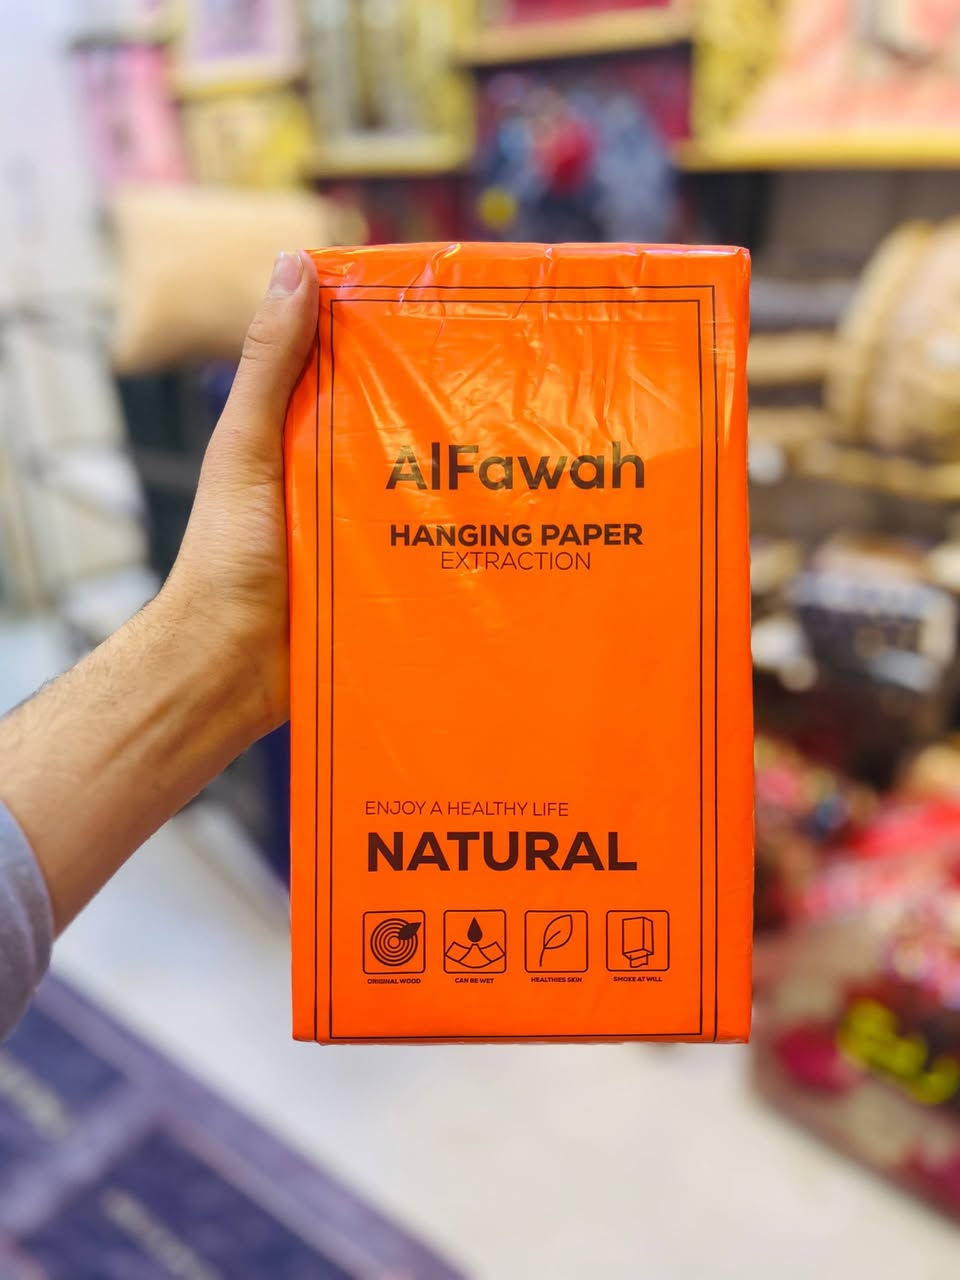 AlFawah
HANGING PAPER
EXTRACTION
ENJOY A HEALTHY LIFE
NATURAL
ORIGINAL WOOD
CAN BE WET
HEALTHIES SKIN
SMOKE AT WILL